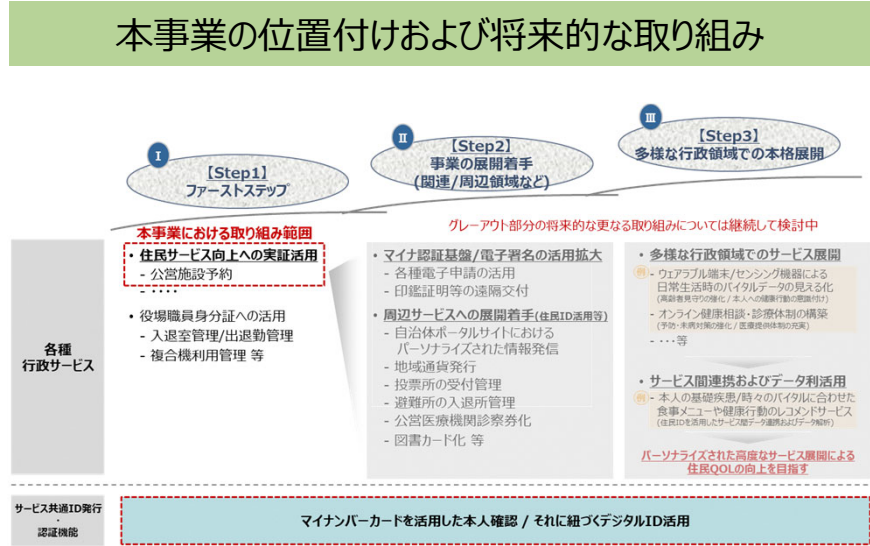 本事業の位置付けおよび将来的な取り組み
Ⅰ
【Step1】
ファーストステップ
Ⅱ
【Step2】
事業の展開着手
(関連/周辺領域など)
Ⅲ
【Step3】
多様な行政領域での本格展開
本事業における取り組み範囲
グレーアウト部分の将来的な更なる取り組みについては継続して検討中
各種
行政サービス
・住民サービス向上への実証活用
- 公営施設予約
- ・・・・
・役場職員身分証への活用
- 入退室管理/出退勤管理
- 複合機利用管理 等
・マイナ認証基盤/電子署名の活用拡大
- 各種電子申請の活用
- 印鑑証明等の遠隔交付
・周辺サービスへの展開着手(住民ID活用等)
- 自治体ポータルサイトにおける
パーソナライズされた情報発信
- 地域通貨発行
- 投票所の受付管理
- 避難所の入退所管理
- 公営医療機関診察券化
- 図書カード化 等
・多様な行政領域でのサービス展開
例 - ウェアラブル端末/センシング機器による
日常生活時のバイタルデータの見える化
(高齢者見守りの強化 / 本人への健康行動の意識付け)
- オンライン健康相談・診療体制の構築
(予防・未病対策の強化 / 医療提供体制の充実)
- ・・・等
・サービス間連携およびデータ利活用
例 - 本人の基礎疾患/時々のバイタルに合わせた
食事メニューや健康行動のレコメンドサービス
(住民IDを活用したサービス間データ連携およびデータ解析)
パーソナライズされた高度なサービス展開による
住民QOLの向上を目指す
サービス共通ID発行
・
認証機能
マイナンバーカードを活用した本人確認 / それに紐づくデジタルID活用